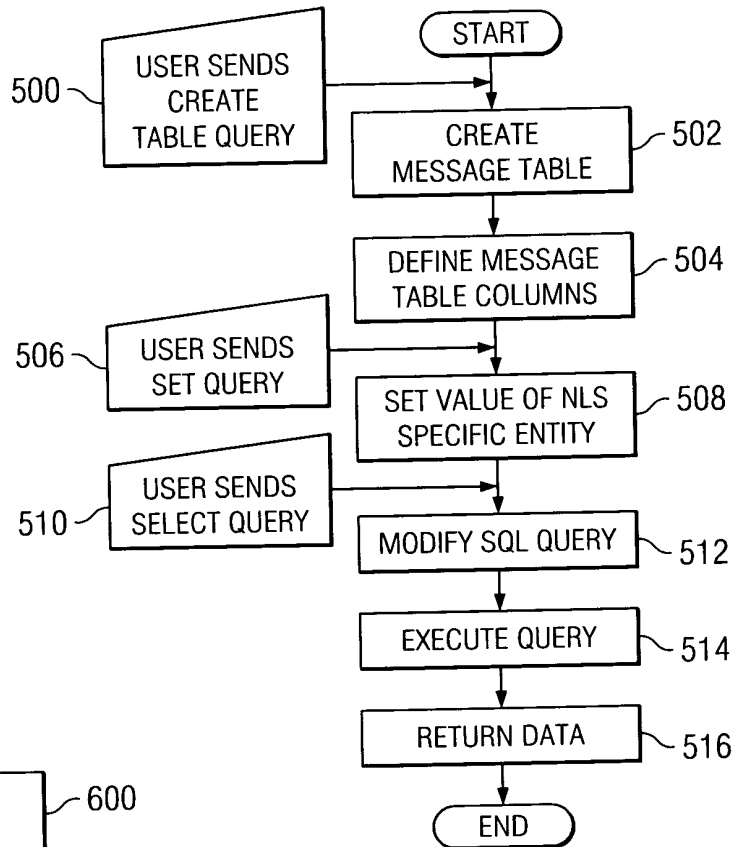 START
500
USER SENDS
CREATE
TABLE QUERY
CREATE
MESSAGE TABLE
502
DEFINE MESSAGE
TABLE COLUMNS
504
506
USER SENDS
SET QUERY
SET VALUE OF NLS
SPECIFIC ENTITY
508
510
USER SENDS
SELECT QUERY
MODIFY SQL QUERY
512
EXECUTE QUERY
514
RETURN DATA
516
600
END